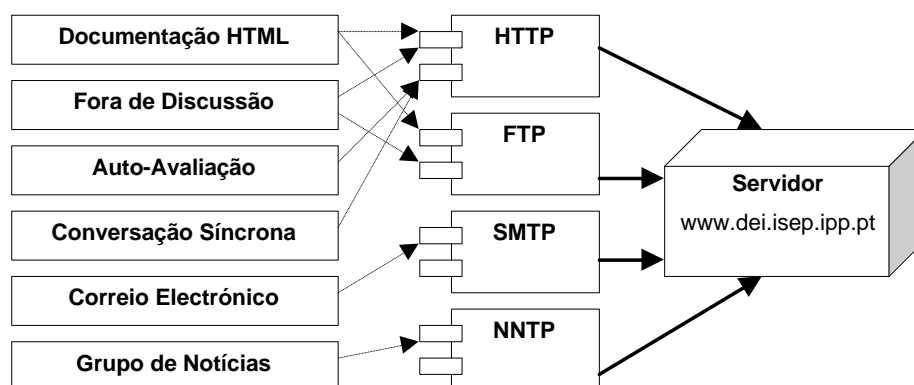 Documentação HTML
Fora de Discussão
Auto-Avaliação
Conversação Síncrona
Correio Electrónico
Grupo de Notícias
HTTP
FTP
SMTP
NNTP
Servidor
www.dei.isep.ipp.pt